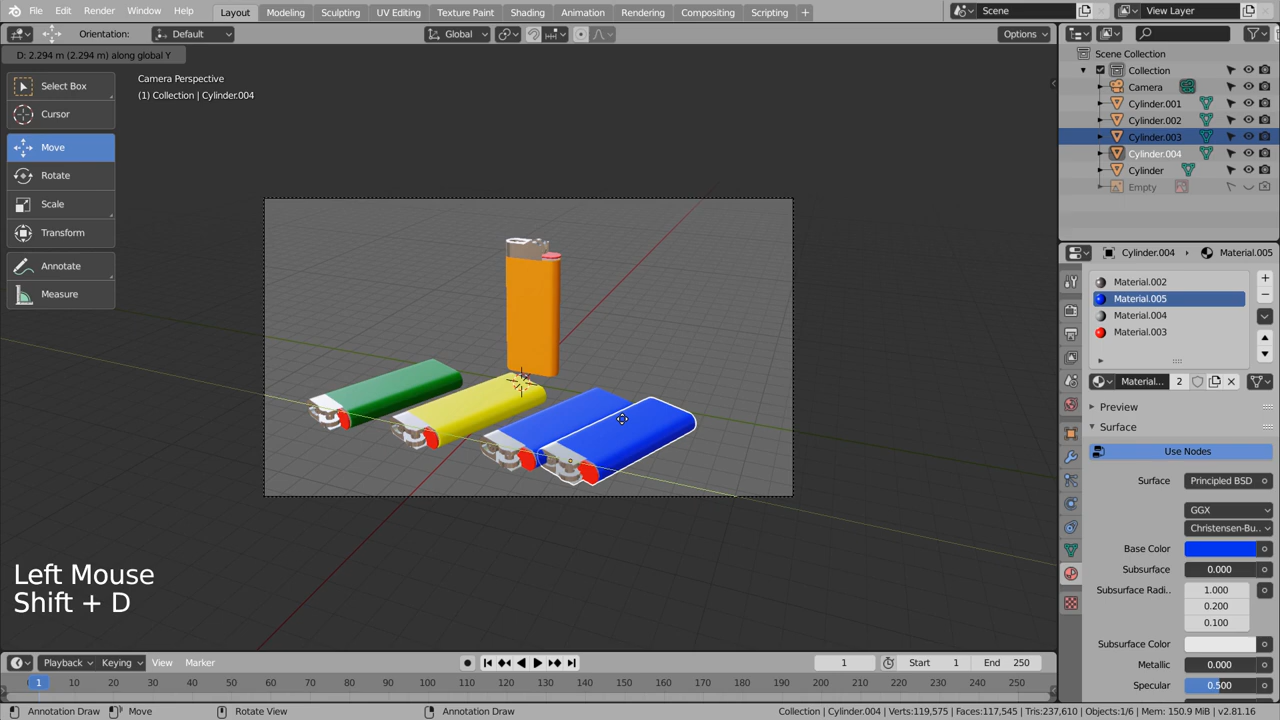 File Edit Render Window Help Layout Modeling Sculpting UV Editing Texture Paint Shading Animation Rendering Compositing Scripting + Scene View Layer
Orientation: Default Global Options
D: 2.294 m (2.294 m) along global Y
Camera Perspective
(1) Collection | Cylinder.004
Select Box
Cursor
Move
Rotate
Scale
Transform
Annotate
Measure
Left Mouse
Shift + D
Scene Collection
Collection
Camera
Cylinder.001
Cylinder.002
Cylinder.003
Cylinder.004
Cylinder
Empty
Cylinder.004 Material.005
Material.002
Material.005
Material.004
Material.003
Material... 2
Preview
Surface
Use Nodes
Surface Principled BSD
GGX
Christensen-Bu..
Base Color
Subsurface 0.000
Subsurface Radi.. 1.000
0.200
0.100
Subsurface Color
Metallic 0.000
Specular 0.500
Playback Keying View Marker 1 Start 1 End 250
1 10 20 30 40 50 60 70 80 90 100 110 120 130 140 150 160 170 180 190 200 210 220 230 240 250
Annotation Draw Move Rotate View Annotation Draw Collection | Cylinder.004 | Verts:119,575 | Faces:117,545 | Tris:237,610 | Objects:1/6 | Mem: 150.9 MiB | v2.81.16